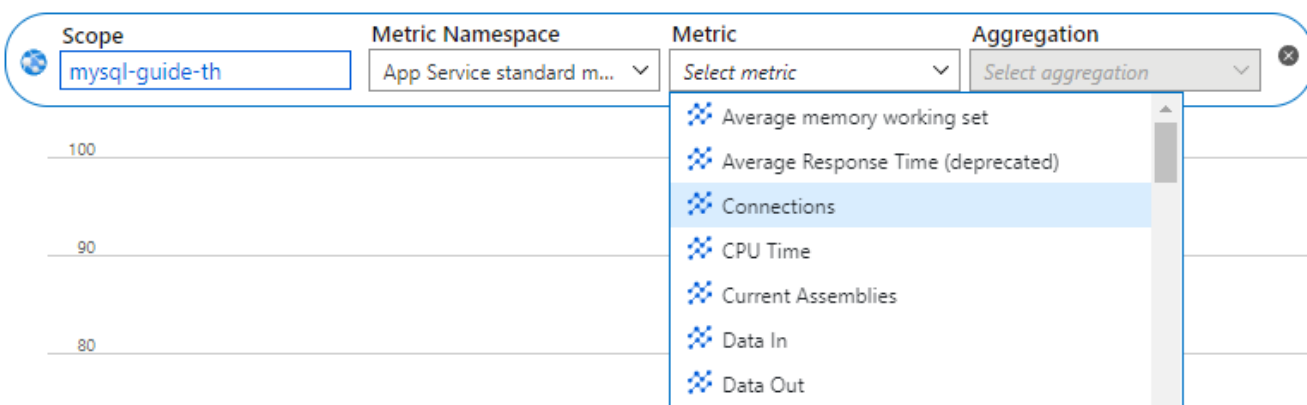 Scope Metric Namespace Metric Aggregation
mysql-guide-th App Service standard m... Select metric Select aggregation
Average memory working set
100
Average Response Time (deprecated)
Connections
90
CPU Time
Current Assemblies
80
Data In
Data Out